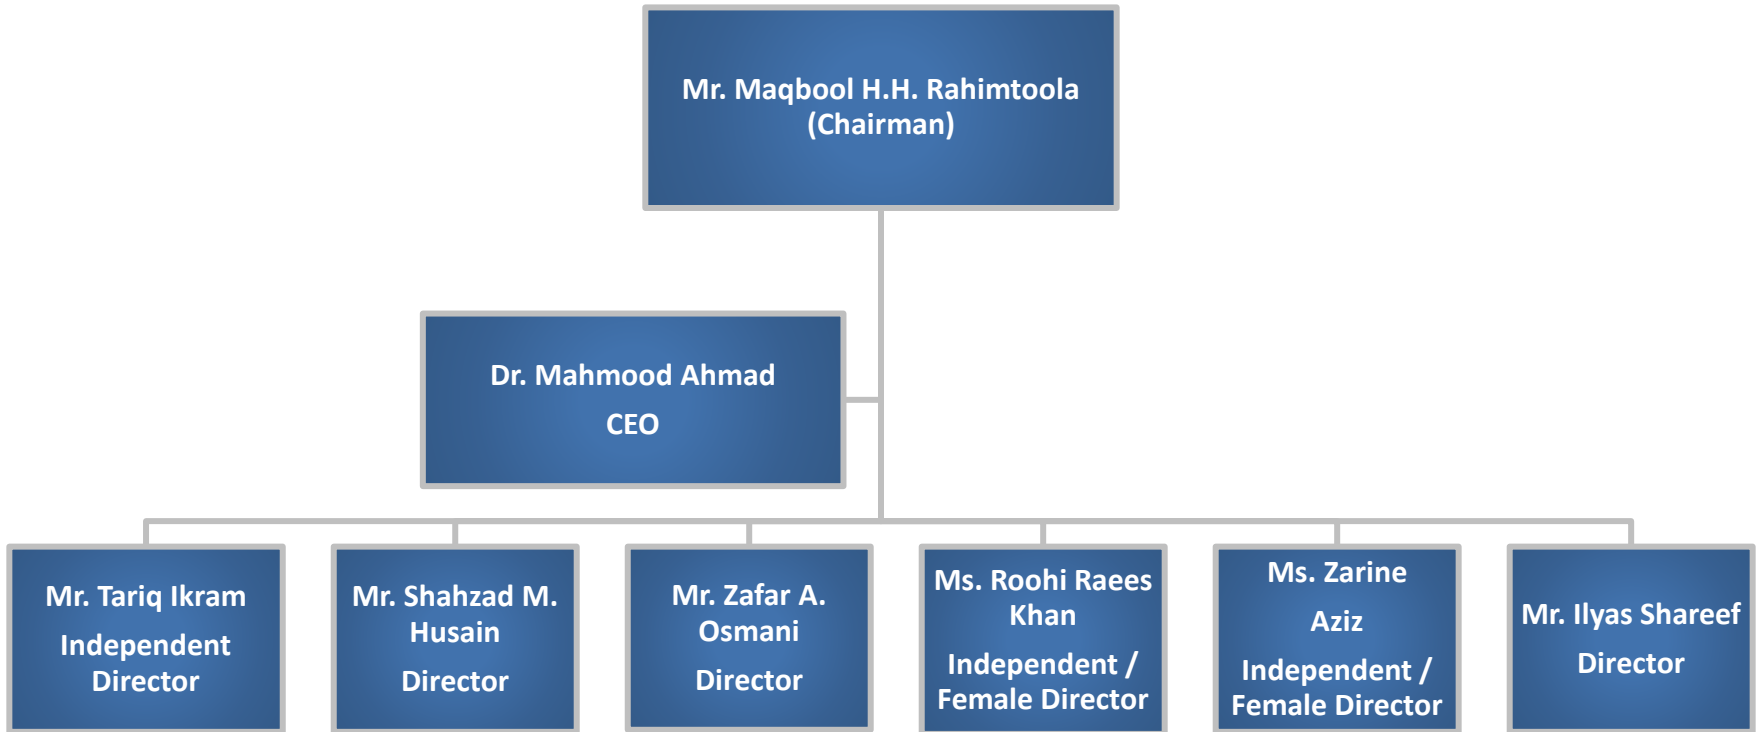 Mr. Maqbool H.H. Rahimtoola
(Chairman)
Dr. Mahmood Ahmad
CEO
Mr. Tariq Ikram
Independent
Director
Mr. Shahzad M.
Husain
Director
Mr. Zafar A.
Osmani
Director
Ms. Roohi Raees
Khan
Independent /
Female Director
Ms. Zarine
Aziz
Independent /
Female Director
Mr. Ilyas Shareef
Director